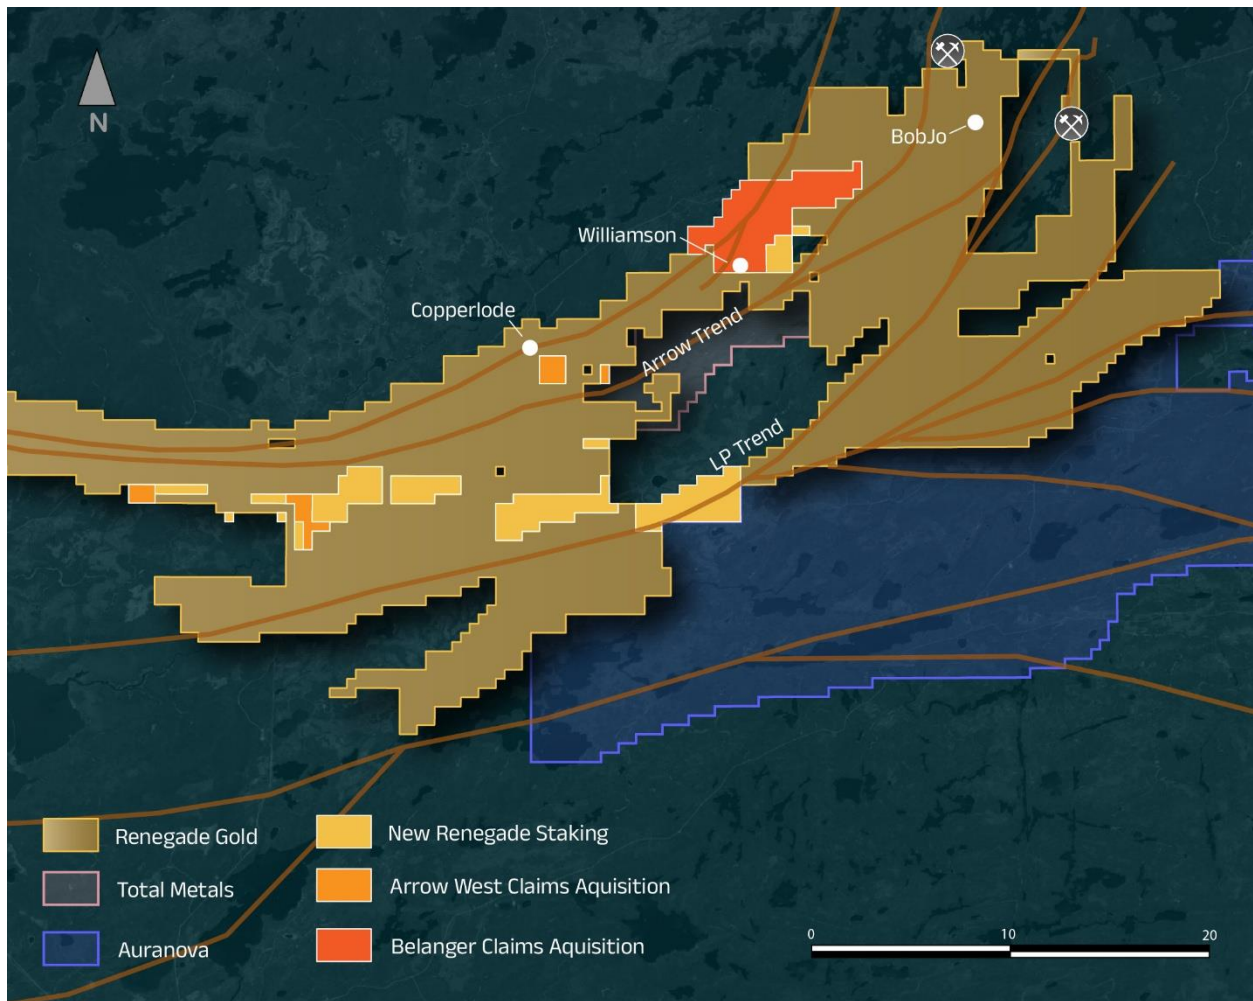 N
BobJo
Williamson
Copperlode
Arrow Trend
LP Trend
Renegade Gold
New Renegade Staking
Total Metals
Arrow West Claims Aquisition
Auranova
Belanger Claims Aquisition
0 10 20